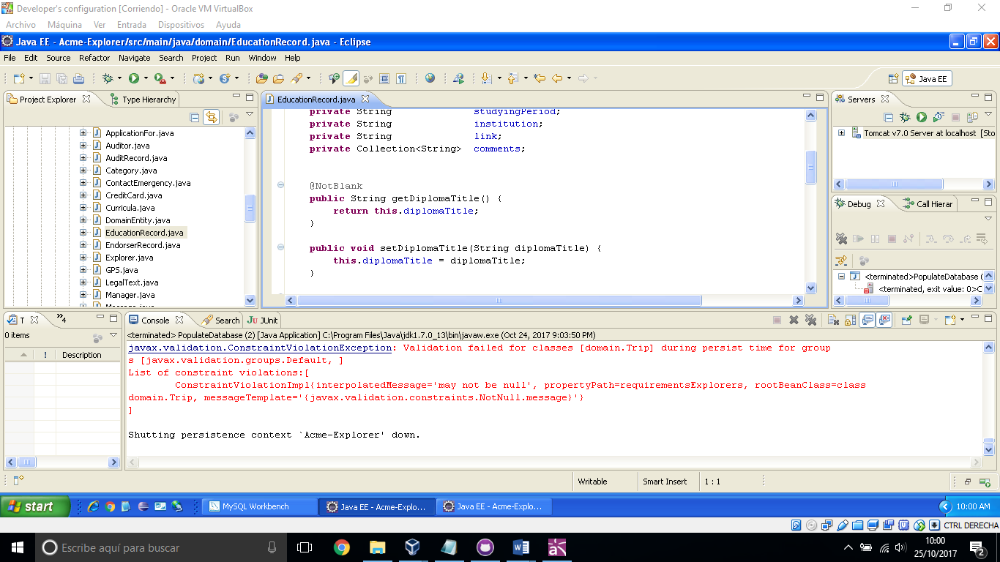 Developer's configuration [Corriendo] - Oracle VM VirtualBox
Archivo Máquina Ver Entrada Dispositivos Ayuda
Java EE - Acme-Explorer/src/main/java/domain/EducationRecord.java - Eclipse
File Edit Source Refactor Navigate Search Project Run Window Help
Java EE
Project Explorer Type Hierarchy
ApplicationFor.java
Auditor.java
AuditRecord.java
Category.java
ContactEmergency.java
CreditCard.java
Curricula.java
DomainEntity.java
EducationRecord.java
EndorserRecord.java
Explorer.java
GPS.java
LegalText.java
Manager.java
EducationRecord.java
private String studyingPeriod;
private String institution;
private String link;
private Collection<String> comments;
@NotBlank
public String getDiplomaTitle() {
return this.diplomaTitle;
}
public void setDiplomaTitle(String diplomaTitle) {
this.diplomaTitle = diplomaTitle;
}
Servers
Tomcat v7.0 Server at localhost [Sto
Debug Call Hierar
<terminated>PopulateDatabase (
<terminated, exit value: 0>C
T 4
0 items
! Description
Console Search JUnit
<terminated> PopulateDatabase (2) [Java Application] C:\Program Files\Java\jdk1.7.0_13\bin\javaw.exe (Oct 24, 2017 9:03:50 PM)
javax.validation.ConstraintViolationException: Validation failed for classes [domain.Trip] during persist time for group
s [javax.validation.groups.Default, ]
List of constraint violations:[
ConstraintViolationImpl{interpolatedMessage='may not be null', propertyPath=requirementsExplorers, rootBeanClass=class
domain.Trip, messageTemplate='{javax.validation.constraints.NotNull.message}'}
]
Shutting persistence context `Acme-Explorer' down.
Writable Smart Insert 1 : 1
start MySQL Workbench Java EE - Acme-Explo... Java EE - Acme-Explo... 10:00 AM
CTRL DERECHA
Escribe aquí para buscar
10:00
25/10/2017
2